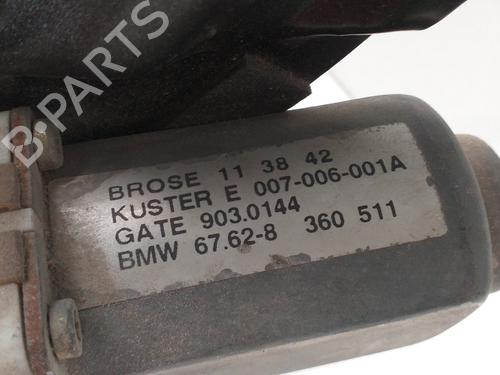 B-PARTS
BROSE 11 38 42
KUSTER E 007-006-001A
GATE 903.0144
BMW 67.62-8 360 511